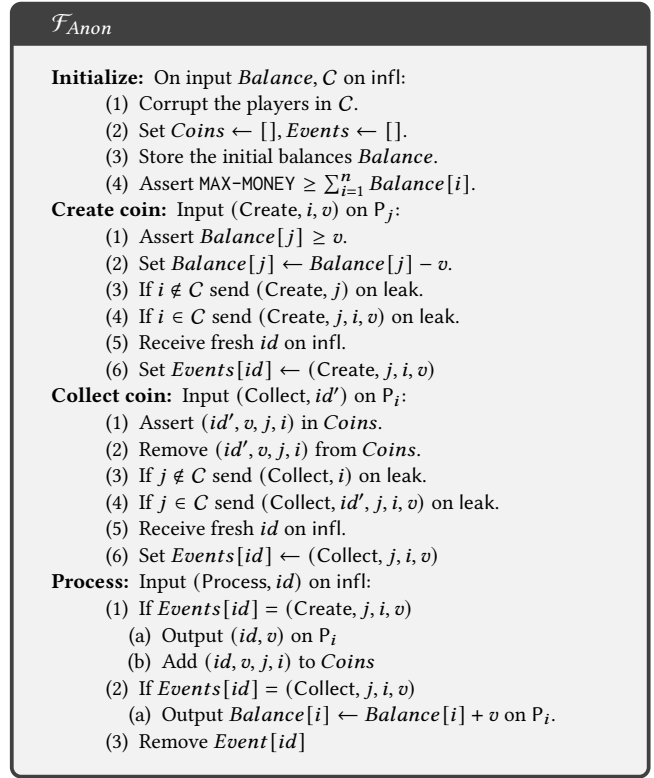 ℱ_Anon
Initialize: On input Balance, C on infl:
(1) Corrupt the players in C.
(2) Set Coins ← [], Events ← [].
(3) Store the initial balances Balance.
(4) Assert MAX-MONEY ≥ ∑ⁿᵢ₌₁ Balance[i].
Create coin: Input (Create, i, v) on P_j:
(1) Assert Balance[j] ≥ v.
(2) Set Balance[j] ← Balance[j] − v.
(3) If i ∉ C send (Create, j) on leak.
(4) If i ∈ C send (Create, j, i, v) on leak.
(5) Receive fresh id on infl.
(6) Set Events[id] ← (Create, j, i, v)
Collect coin: Input (Collect, id′) on P_i:
(1) Assert (id′, v, j, i) in Coins.
(2) Remove (id′, v, j, i) from Coins.
(3) If j ∉ C send (Collect, i) on leak.
(4) If j ∈ C send (Collect, id′, j, i, v) on leak.
(5) Receive fresh id on infl.
(6) Set Events[id] ← (Collect, j, i, v)
Process: Input (Process, id) on infl:
(1) If Events[id] = (Create, j, i, v)
(a) Output (id, v) on P_i
(b) Add (id, v, j, i) to Coins
(2) If Events[id] = (Collect, j, i, v)
(a) Output Balance[i] ← Balance[i] + v on P_i.
(3) Remove Event[id]